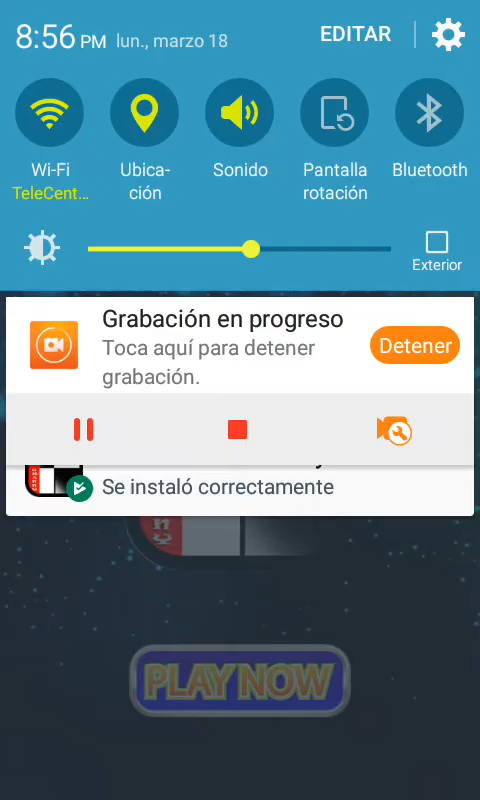 8:56 PM lun., marzo 18 EDITAR
Wi-Fi
TeleCent...
Ubica-
ción
Sonido
Pantalla
rotación
Bluetooth
Exterior
Grabación en progreso
Toca aquí para detener
grabación.
Detener
Se instaló correctamente
PLAY NOW